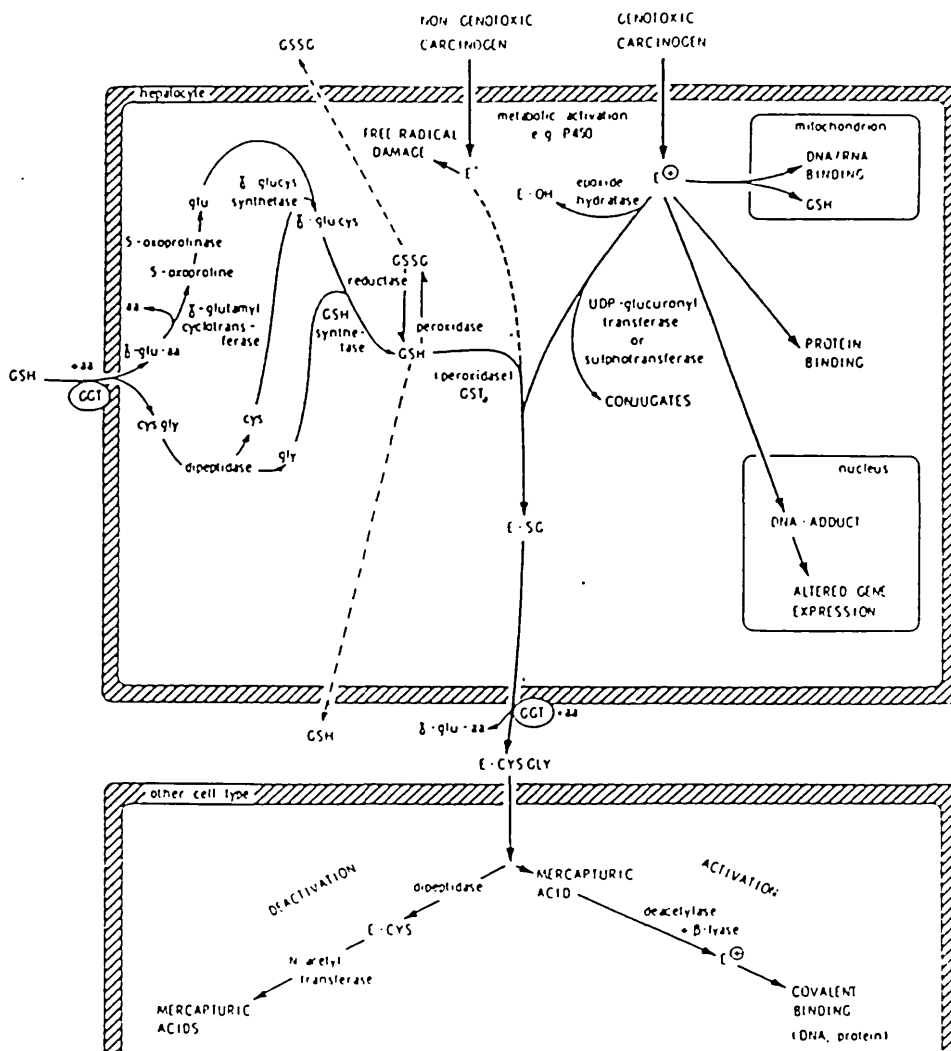 NON GENOTOXIC
CARCINOGEN
GENOTOXIC
CARCINOGEN
GSSG
hepatocyte
metabolic activation
e.g. P450
FREE RADICAL
DAMAGE
E·
E⊕
mitochondrion
DNA/RNA
BINDING
GSH
E-OH
epoxide
hydratase
glu
ɣ-glucys
synthetase
ɣ-glucys
5-oxoprolinase
5-oxoproline
aa
ɣ-glutamyl
cyclotrans-
ferase
ɣ-glu-aa
GSSG
reductase
peroxidase
GSH
synthe-
tase
GSH
(peroxidase)
GSTs
UDP-glucuronyl
transferase
or
sulphotransferase
CONJUGATES
PROTEIN
BINDING
GSH
+aa
GGT
cys gly
cys
gly
dipeptidase
nucleus
DNA-ADDUCT
ALTERED GENE
EXPRESSION
E-SG
GSH
ɣ-glu-aa
GGT
+aa
E-CYSGLY
other cell type
DEACTIVATION
ACTIVATION
dipeptidase
MERCAPTURIC
ACID
deacetylase
+ β-lyase
E-CYS
E⊕
N-acetyl
transferase
MERCAPTURIC
ACIDS
COVALENT
BINDING
(DNA, protein)